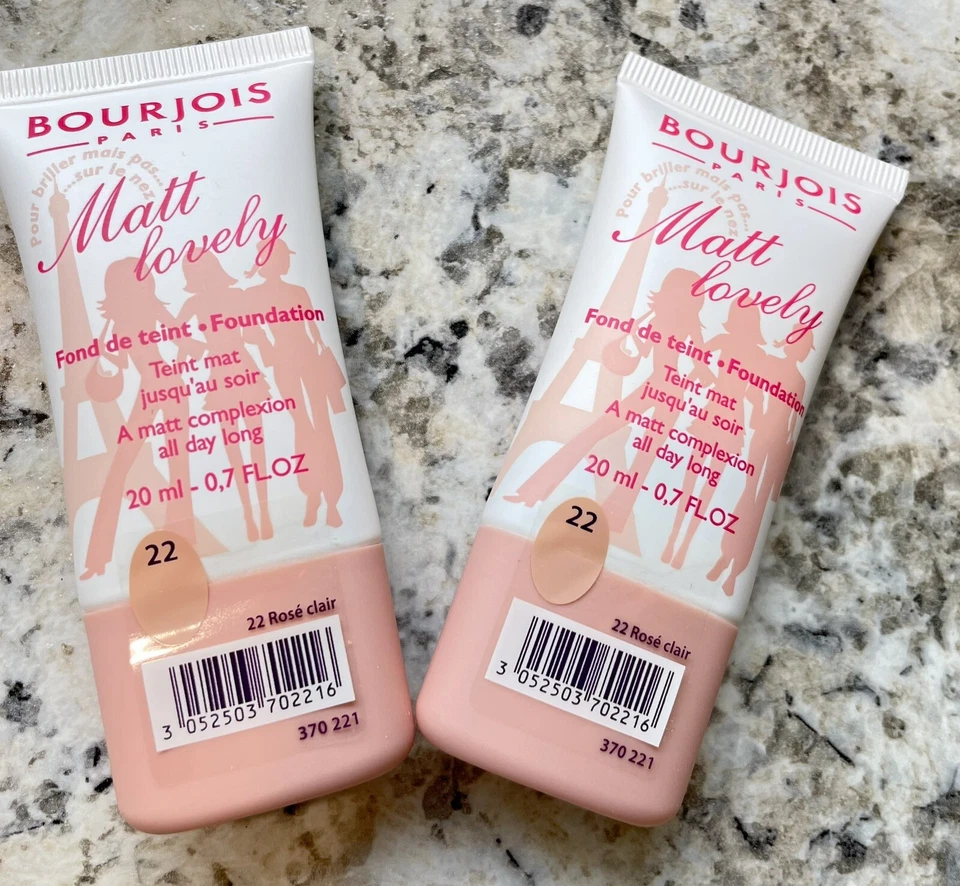 BOURJOIS
PARIS
Pour briller mais pas...
...sur le nez
Matt
lovely
Fond de teint • Foundation
Teint mat
jusqu'au soir
A matt complexion
all day long
20 ml - 0,7 FL.OZ
22
22 Rosé clair
3 052503 702216
370 221
BOURJOIS
PARIS
Pour briller mais pas...
...sur le nez
Matt
lovely
Fond de teint • Foundation
Teint mat
jusqu'au soir
A matt complexion
all day long
20 ml - 0,7 FL.OZ
22
22 Rosé clair
3 052503 702216
370 221